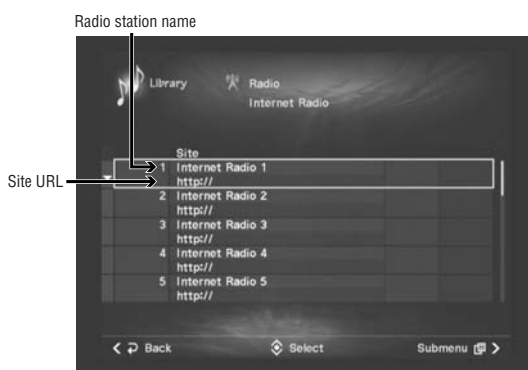 Radio station name
Library
Radio
Internet Radio
Site
1 Internet Radio 1
Site URL
http://
2 Internet Radio 2
http://
3 Internet Radio 3
http://
4 Internet Radio 4
http://
5 Internet Radio 5
http://
Back
Select
Submenu